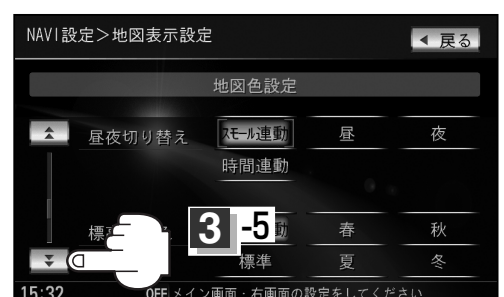 NAVI設定>地図表示設定
◀ 戻る
地図色設定
昼夜切り替え ｽﾓｰﾙ連動 昼 夜
時間連動
標 3 -5 動 春 秋
標準 夏 冬
15:32 OFF メイン画面・右画面の設定をしてください